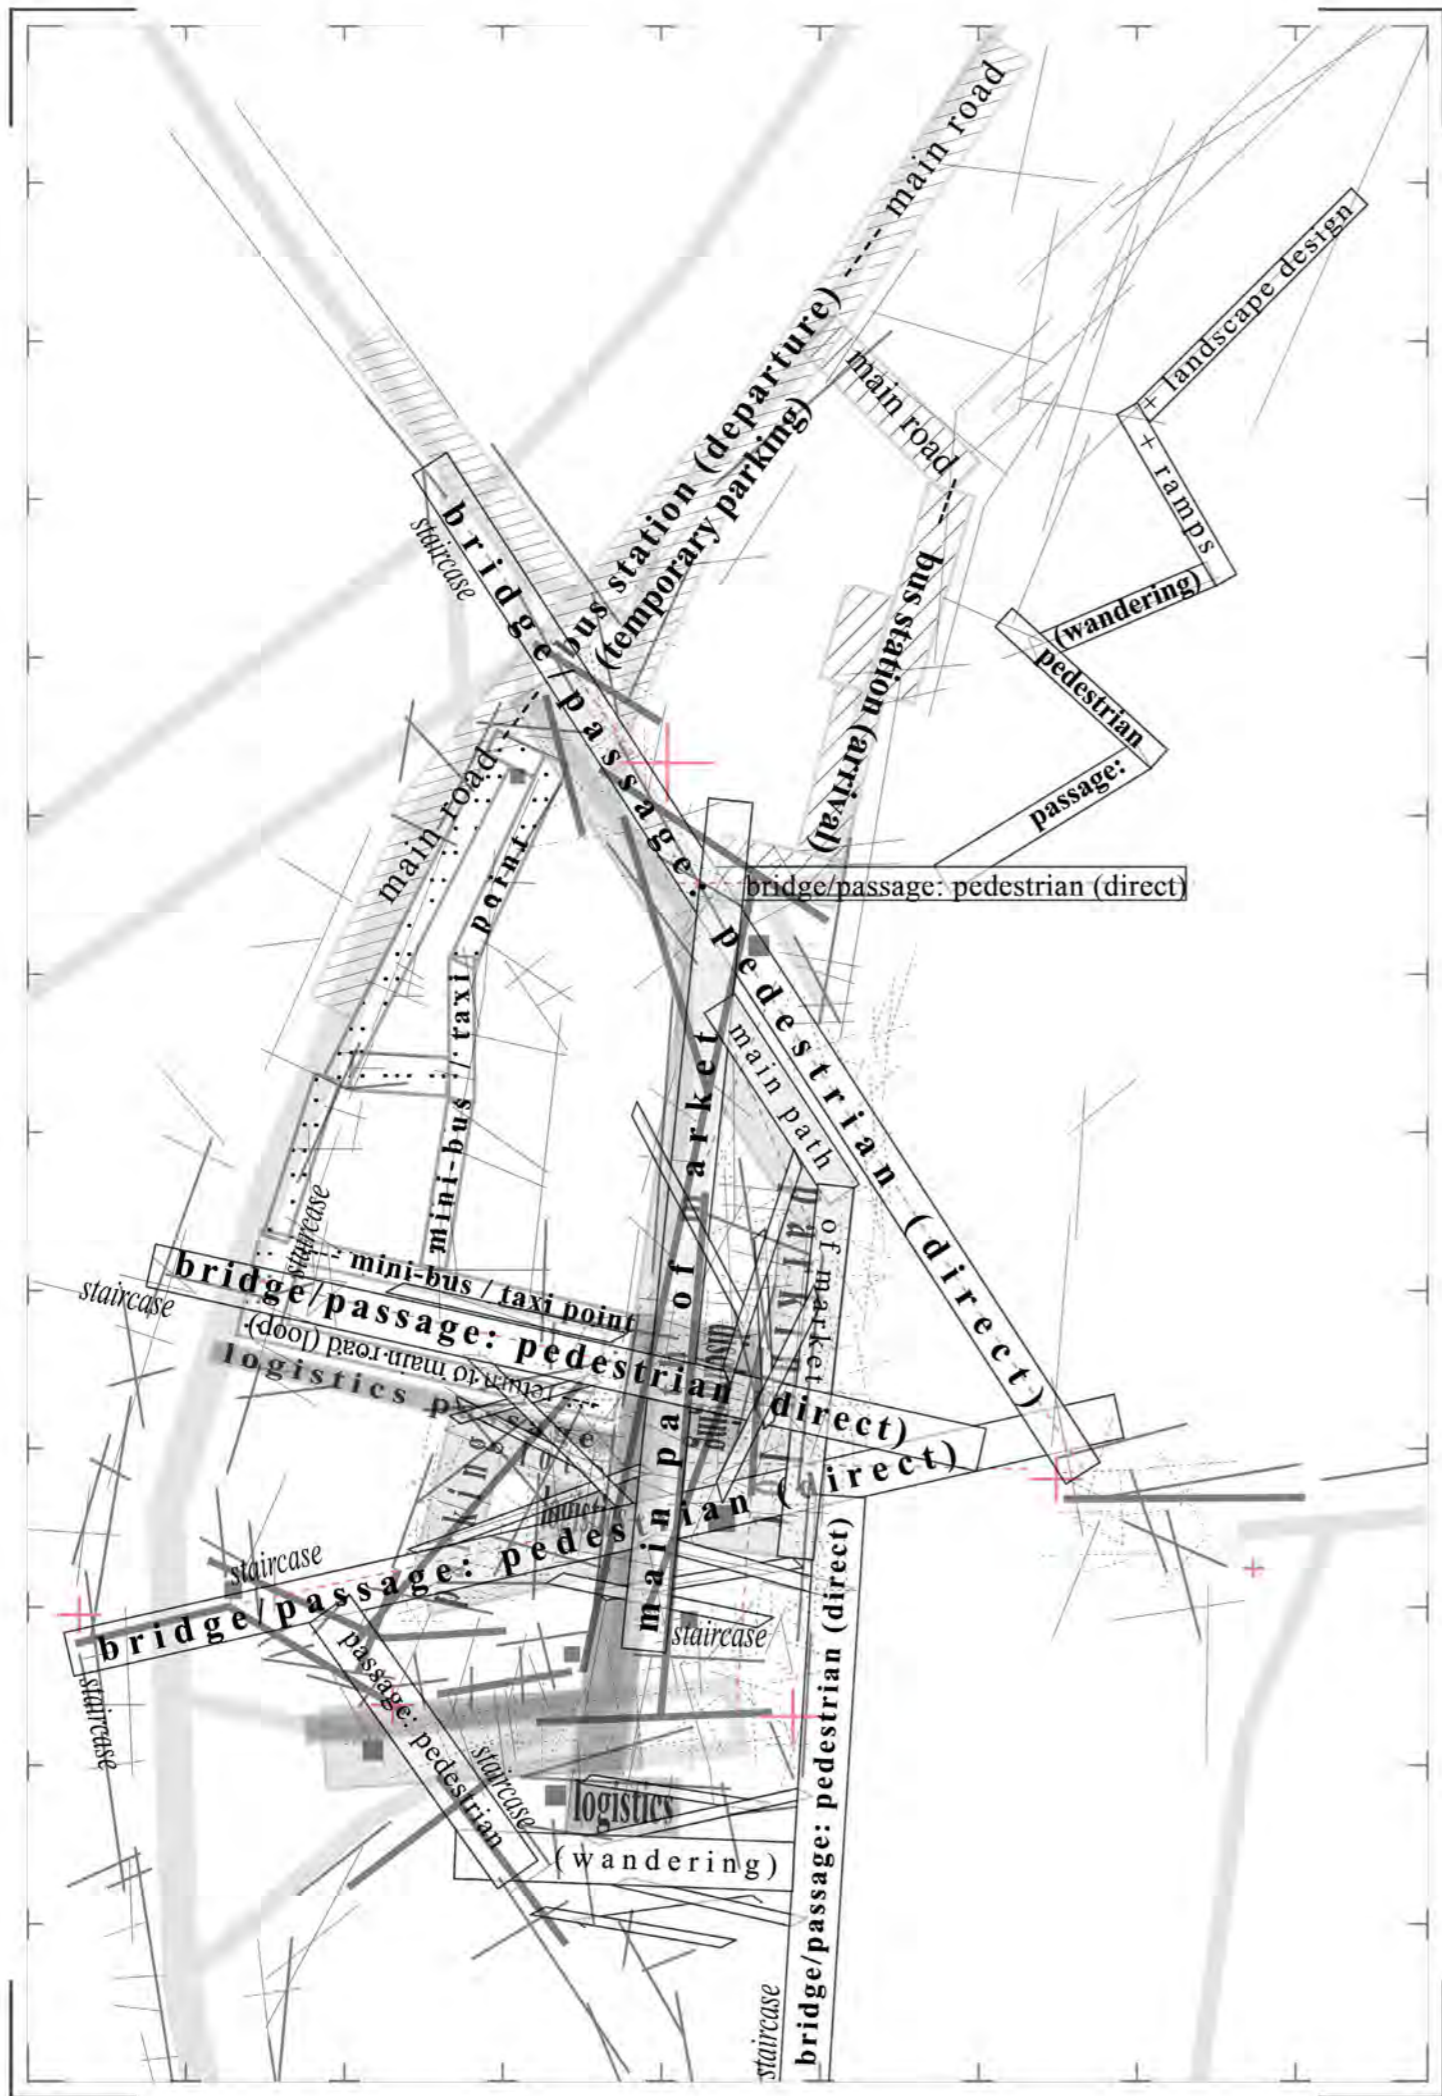 ---- main road
bus station (departure)
(temporary parking)
main road
+ landscape design
+ ramps
(wandering)
pedestrian
passage:
bus station (arrival)
bridge/passage: pedestrian (direct)
staircase
bridge/passage: pedestrian (direct)
main road ---
mini-bus / taxi point
main path
of market
parking
main path of market
staircase
mini-bus / taxi point
staircase
bridge/passage: pedestrian (direct)
return to main road (loop)
logistics passage
staircase
bridge/passage: pedestrian (direct)
staircase
staircase
passage: pedestrian
staircase
logistics
(wandering)
bridge/passage: pedestrian (direct)
staircase